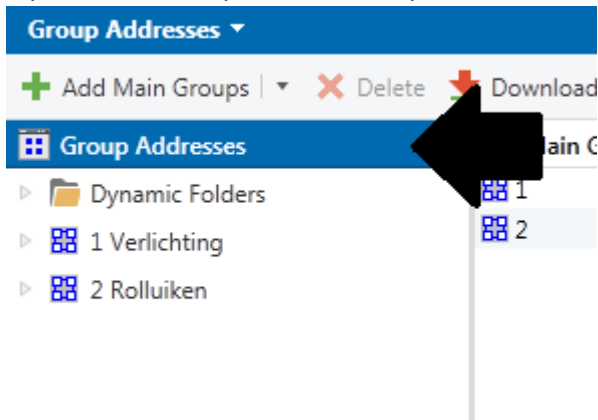 Group Addresses
Add Main Groups Delete Download
Group Addresses
Dynamic Folders 1
1 Verlichting 2
2 Rolluiken